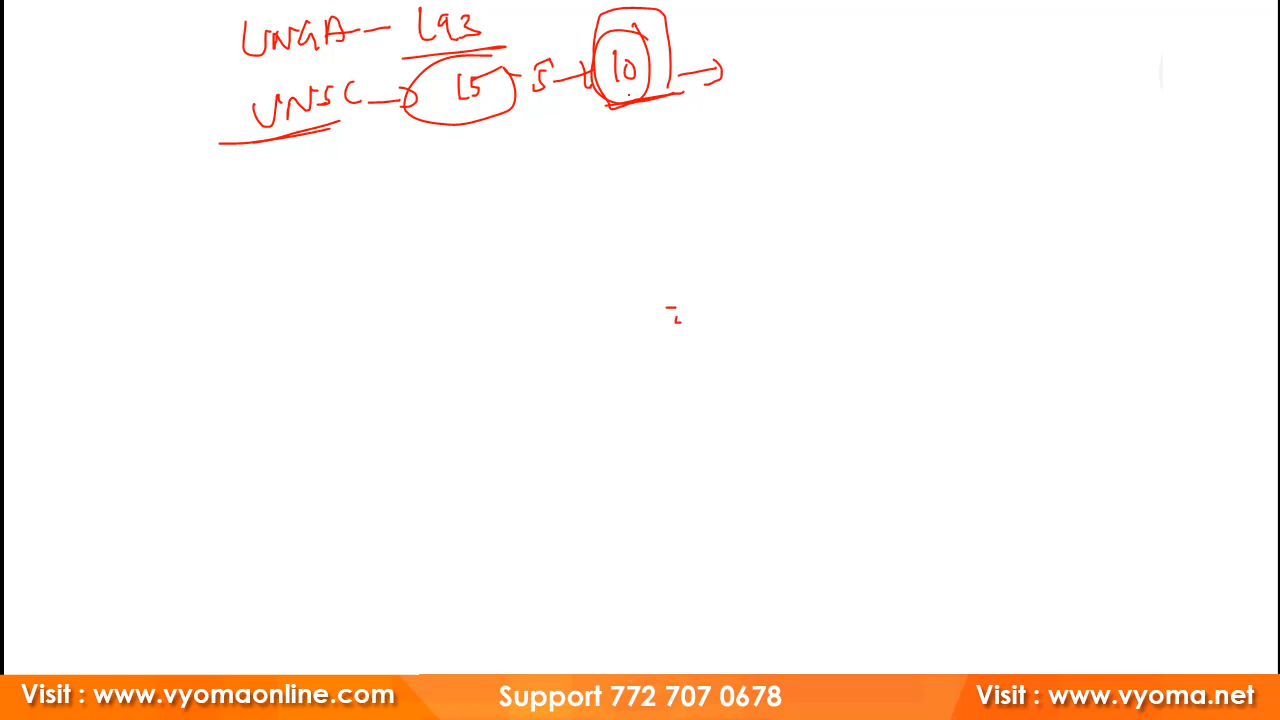 UNGA - 193
UNSC → 15 5 → 10 →
Visit : www.vyomaonline.com
Support 772 707 0678
Visit : www.vyoma.net